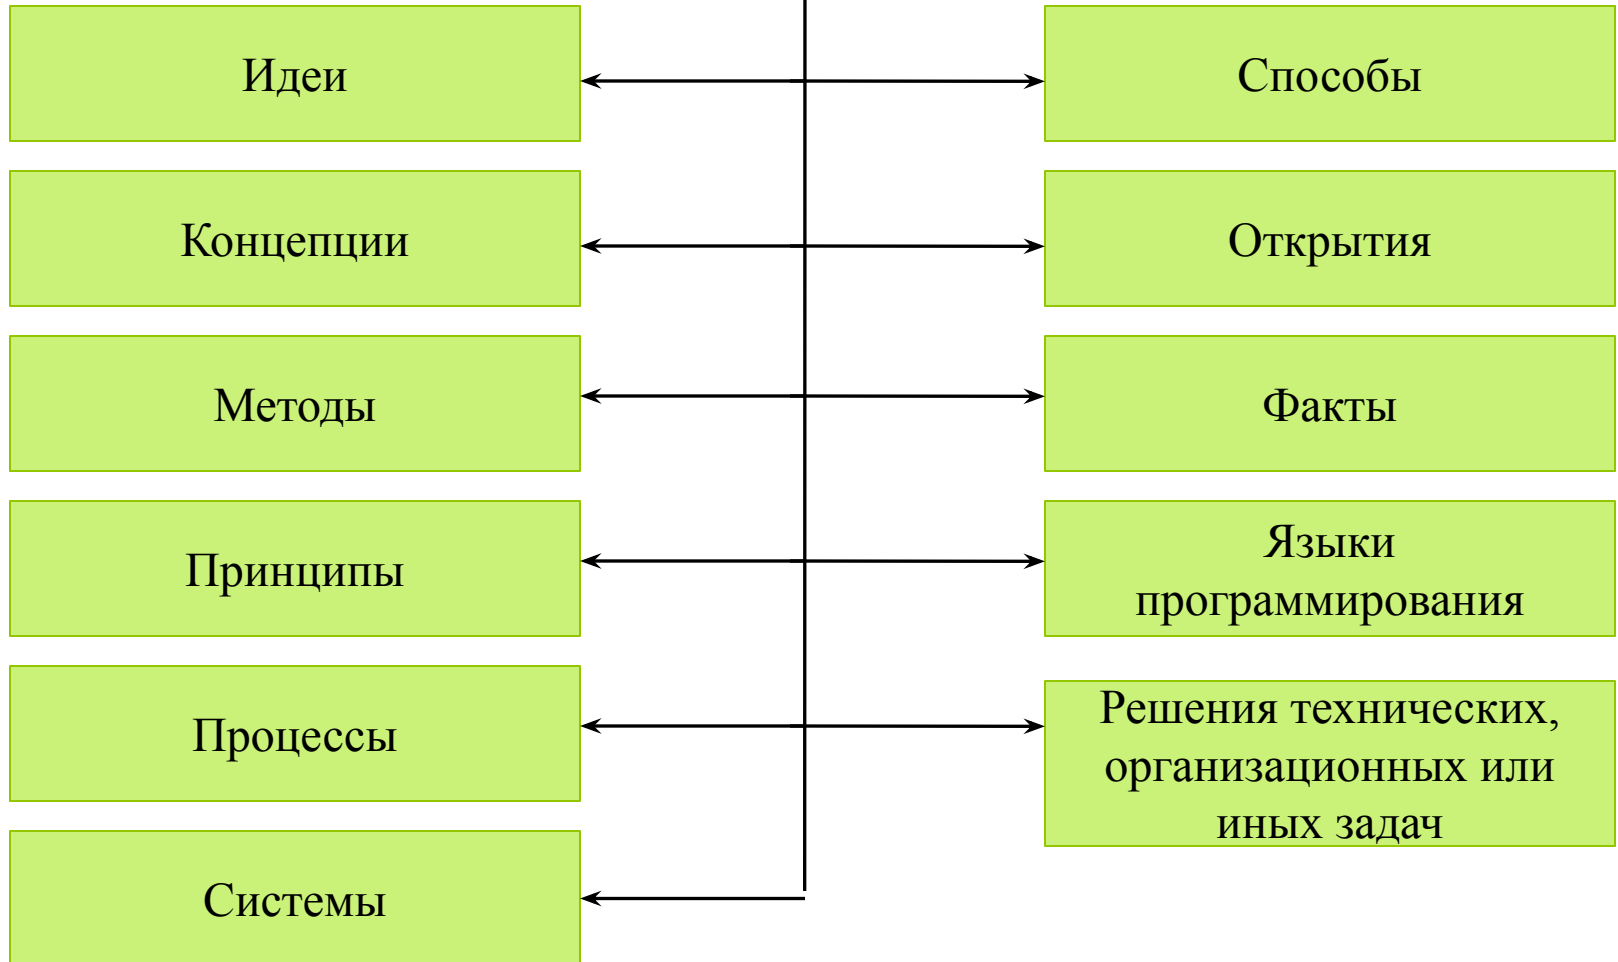 Идеи
Способы
Концепции
Открытия
Методы
Факты
Принципы
Языки
программирования
Процессы
Решения технических,
организационных или
иных задач
Системы